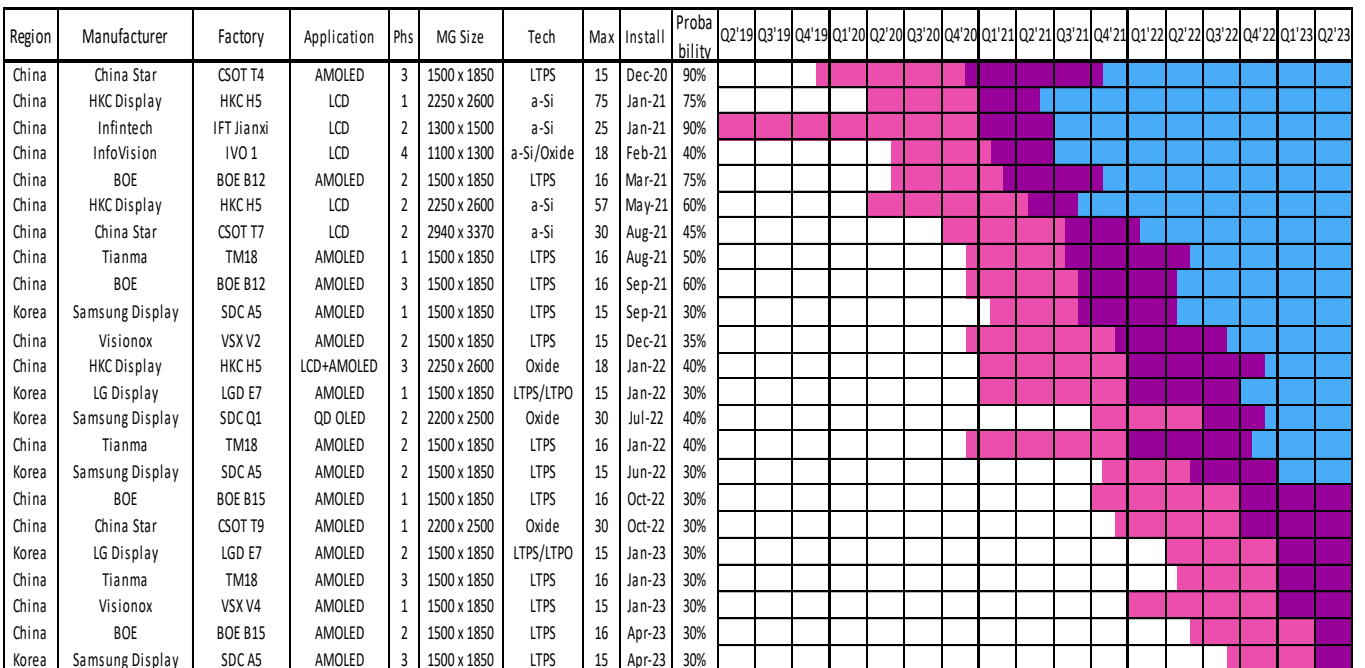 Region Manufacturer Factory Application Phs MG Size Tech Max Install Proba bility Q2'19 Q3'19 Q4'19 Q1'20 Q2'20 Q3'20 Q4'20 Q1'21 Q2'21 Q3'21 Q4'21 Q1'22 Q2'22 Q3'22 Q4'22 Q1'23 Q2'23
China China Star CSOT T4 AMOLED 3 1500 x 1850 LTPS 15 Dec-20 90%
China HKC Display HKC H5 LCD 1 2250 x 2600 a-Si 75 Jan-21 75%
China Infintech IFT Jianxi LCD 2 1300 x 1500 a-Si 25 Jan-21 90%
China InfoVision IVO 1 LCD 4 1100 x 1300 a-Si/Oxide 18 Feb-21 40%
China BOE BOE B12 AMOLED 2 1500 x 1850 LTPS 16 Mar-21 75%
China HKC Display HKC H5 LCD 2 2250 x 2600 a-Si 57 May-21 60%
China China Star CSOT T7 LCD 2 2940 x 3370 a-Si 30 Aug-21 45%
China Tianma TM18 AMOLED 1 1500 x 1850 LTPS 16 Aug-21 50%
China BOE BOE B12 AMOLED 3 1500 x 1850 LTPS 16 Sep-21 60%
Korea Samsung Display SDC A5 AMOLED 1 1500 x 1850 LTPS 15 Sep-21 30%
China Visionox VSX V2 AMOLED 2 1500 x 1850 LTPS 15 Dec-21 35%
China HKC Display HKC H5 LCD+AMOLED 3 2250 x 2600 Oxide 18 Jan-22 40%
Korea LG Display LGD E7 AMOLED 1 1500 x 1850 LTPS/LTPO 15 Jan-22 30%
Korea Samsung Display SDC Q1 QD OLED 2 2200 x 2500 Oxide 30 Jul-22 40%
China Tianma TM18 AMOLED 2 1500 x 1850 LTPS 16 Jan-22 40%
Korea Samsung Display SDC A5 AMOLED 2 1500 x 1850 LTPS 15 Jun-22 30%
China BOE BOE B15 AMOLED 1 1500 x 1850 LTPS 16 Oct-22 30%
China China Star CSOT T9 AMOLED 1 2200 x 2500 Oxide 30 Oct-22 30%
Korea LG Display LGD E7 AMOLED 2 1500 x 1850 LTPS/LTPO 15 Jan-23 30%
China Tianma TM18 AMOLED 3 1500 x 1850 LTPS 16 Jan-23 30%
China Visionox VSX V4 AMOLED 1 1500 x 1850 LTPS 15 Jan-23 30%
China BOE BOE B15 AMOLED 2 1500 x 1850 LTPS 16 Apr-23 30%
Korea Samsung Display SDC A5 AMOLED 3 1500 x 1850 LTPS 15 Apr-23 30%